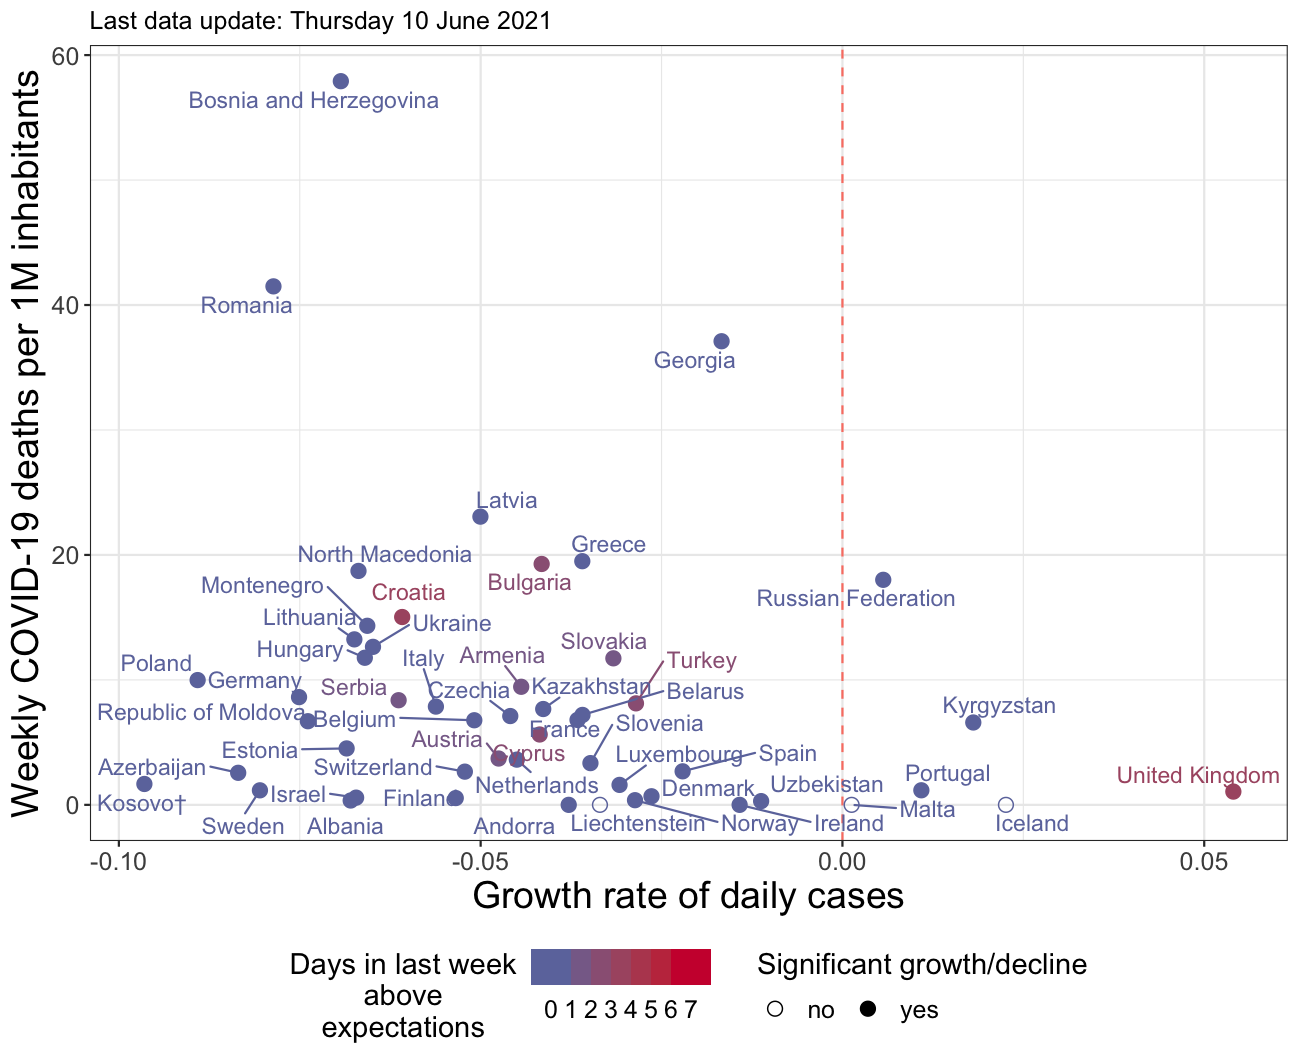 Last data update: Thursday 10 June 2021
Weekly COVID-19 deaths per 1M inhabitants
60
40
20
0
Bosnia and Herzegovina
Romania
Georgia
Latvia
Greece
North Macedonia
Bulgaria
Montenegro
Croatia
Russian Federation
Lithuania
Ukraine
Hungary
Slovakia
Italy
Armenia
Turkey
Poland
Germany
Serbia
Czechia
Kazakhstan
Belarus
Kyrgyzstan
Republic of Moldova
Belgium
France
Slovenia
Estonia
Austria
Cyprus
Luxembourg
Spain
Azerbaijan
Switzerland
Portugal
United Kingdom
Netherlands
Denmark
Uzbekistan
Kosovo†
Israel
Finland
Malta
Sweden
Albania
Andorra
Liechtenstein
Norway
Ireland
Iceland
-0.10
-0.05
0.00
0.05
Growth rate of daily cases
Days in last week
above
expectations
0 1 2 3 4 5 6 7
Significant growth/decline
no
yes